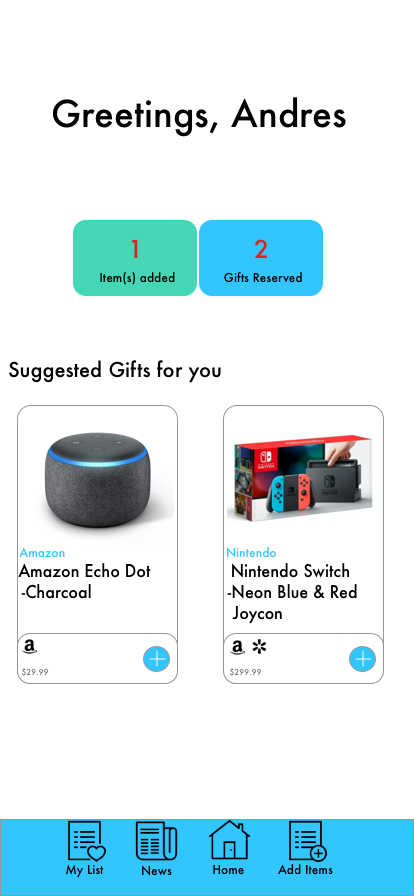 Greetings, Andres
1
Item(s) added
2
Gifts Reserved
Suggested Gifts for you
Amazon
Amazon Echo Dot
-Charcoal
$29.99
Nintendo
Nintendo Switch
-Neon Blue & Red
Joycon
$299.99
My List
News
Home
Add Items